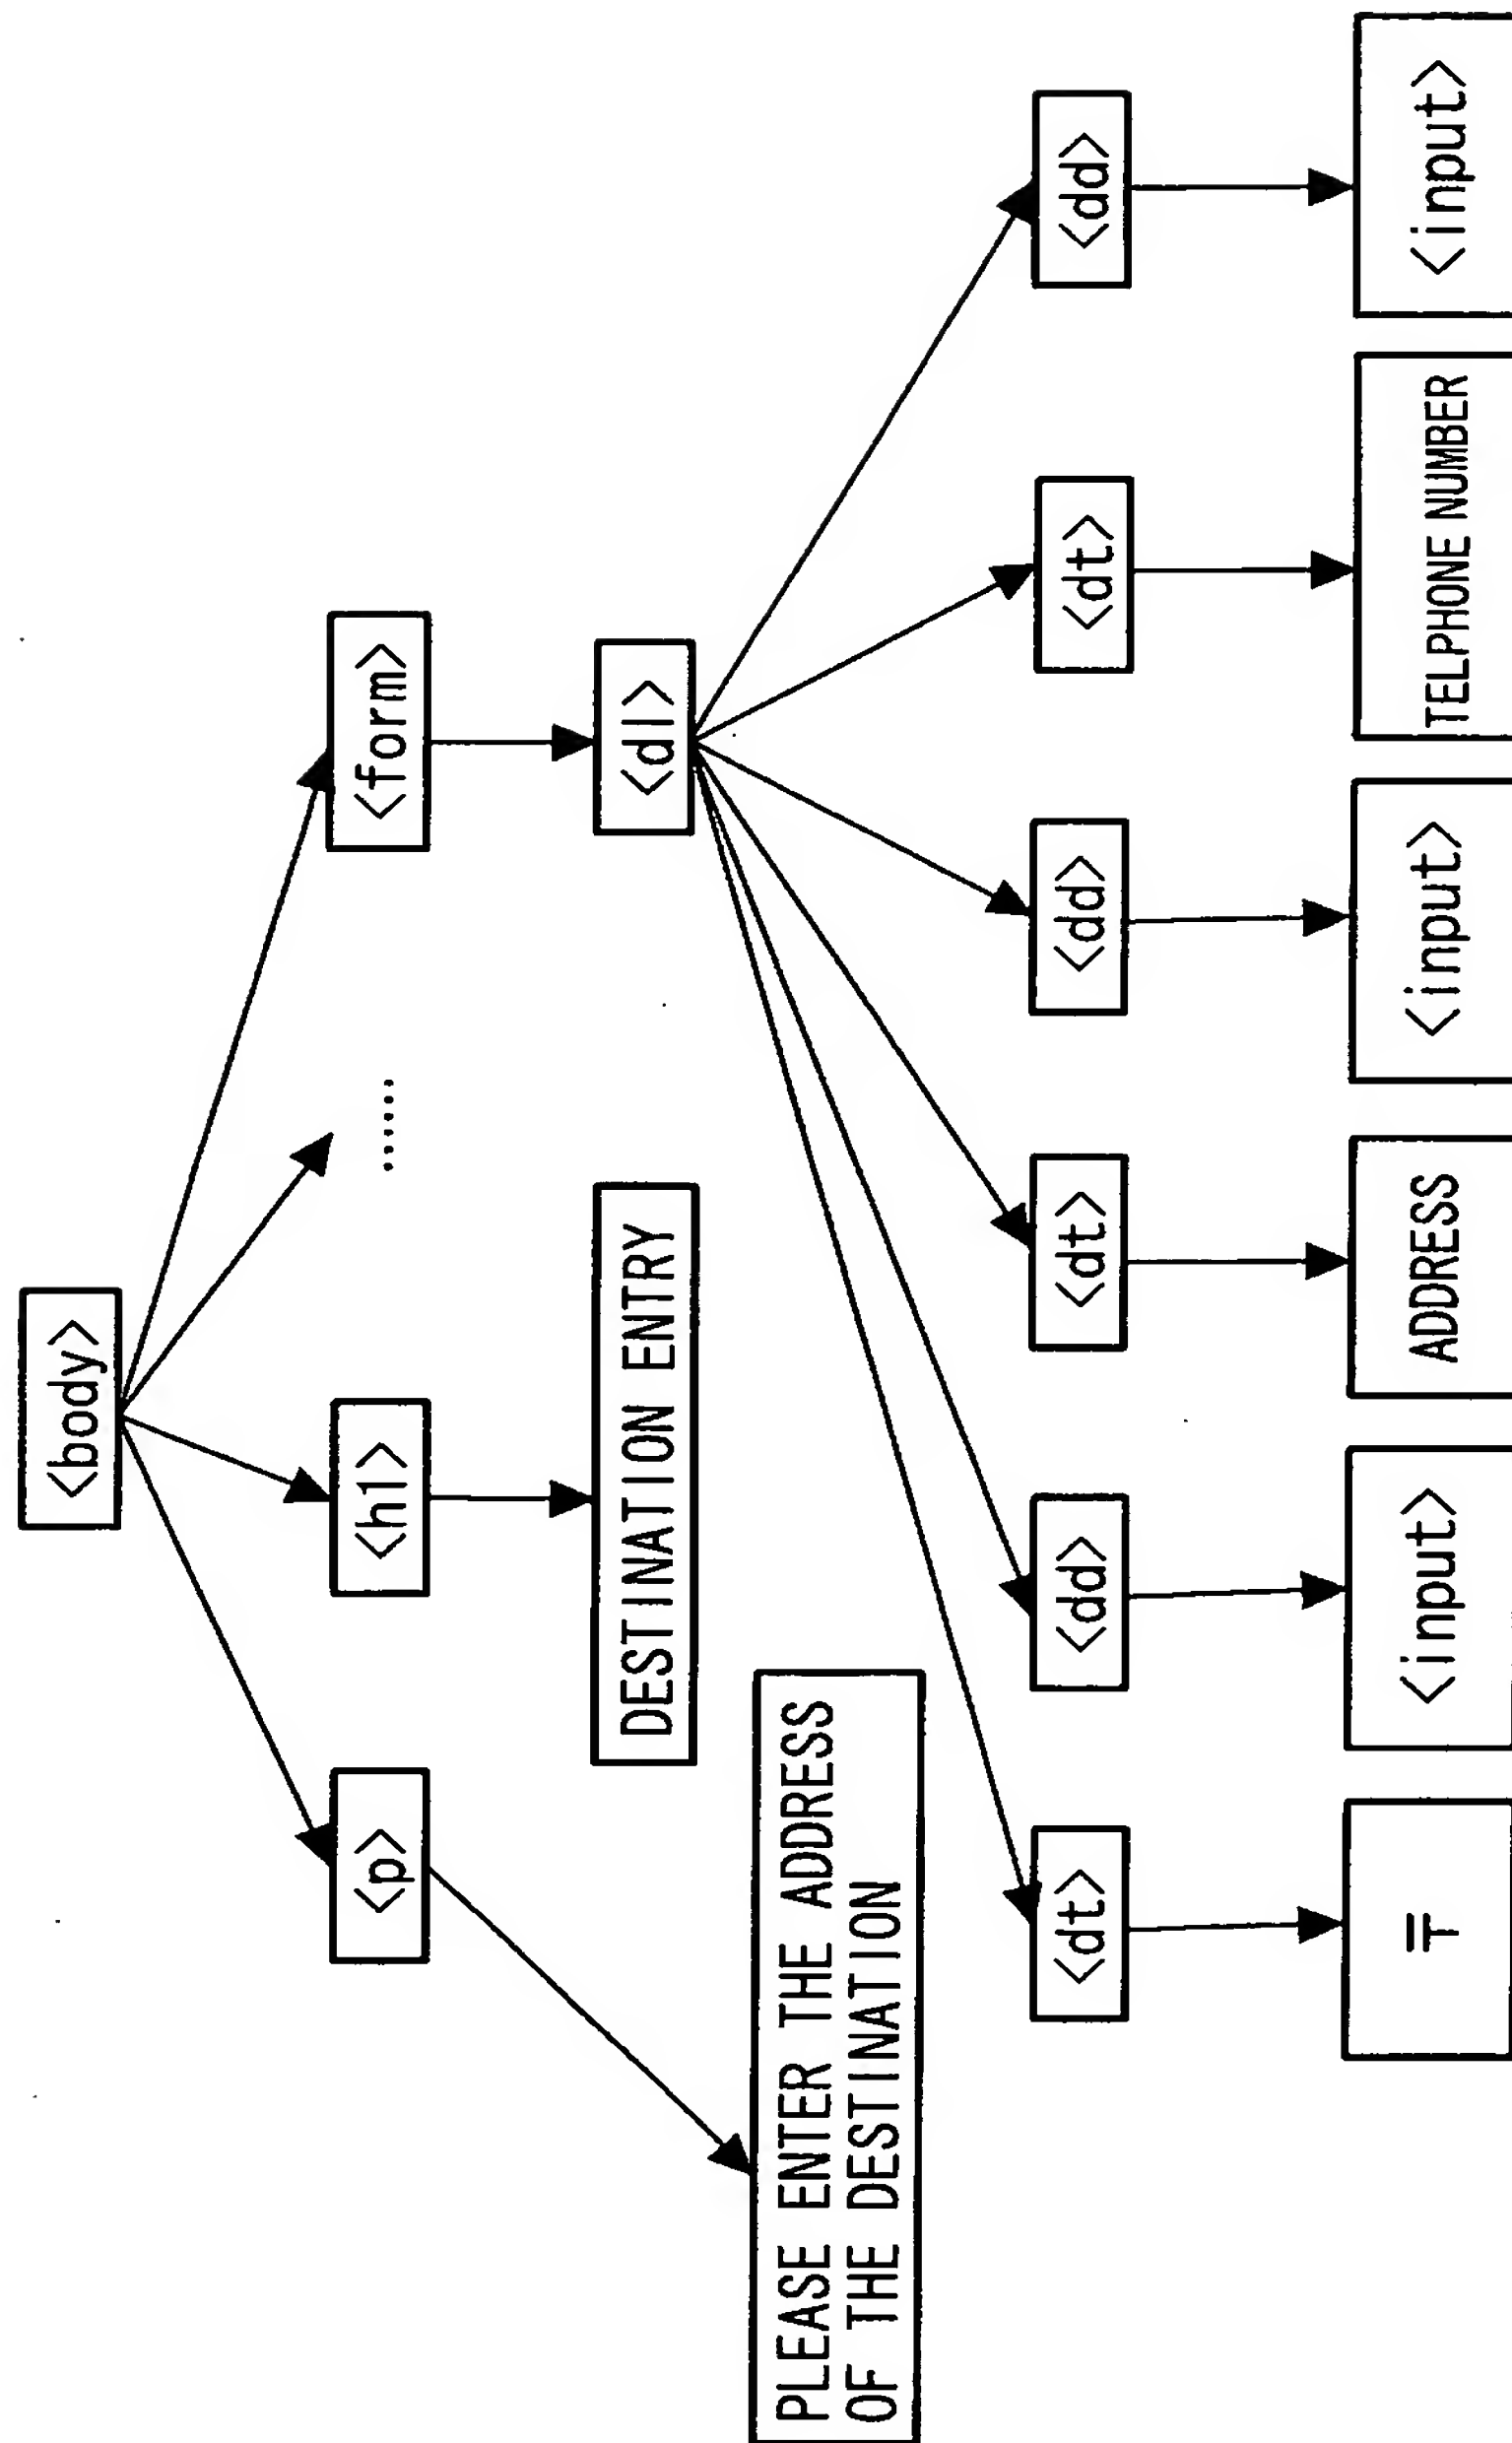 <body>
<p>
<h1>
......
<form>
DESTINATION ENTRY
<dl>
PLEASE ENTER THE ADDRESS
OF THE DESTINATION
<dt>
<dd>
<dt>
<dd>
<dt>
<dd>
〒
<input>
ADDRESS
<input>
TELPHONE NUMBER
<input>